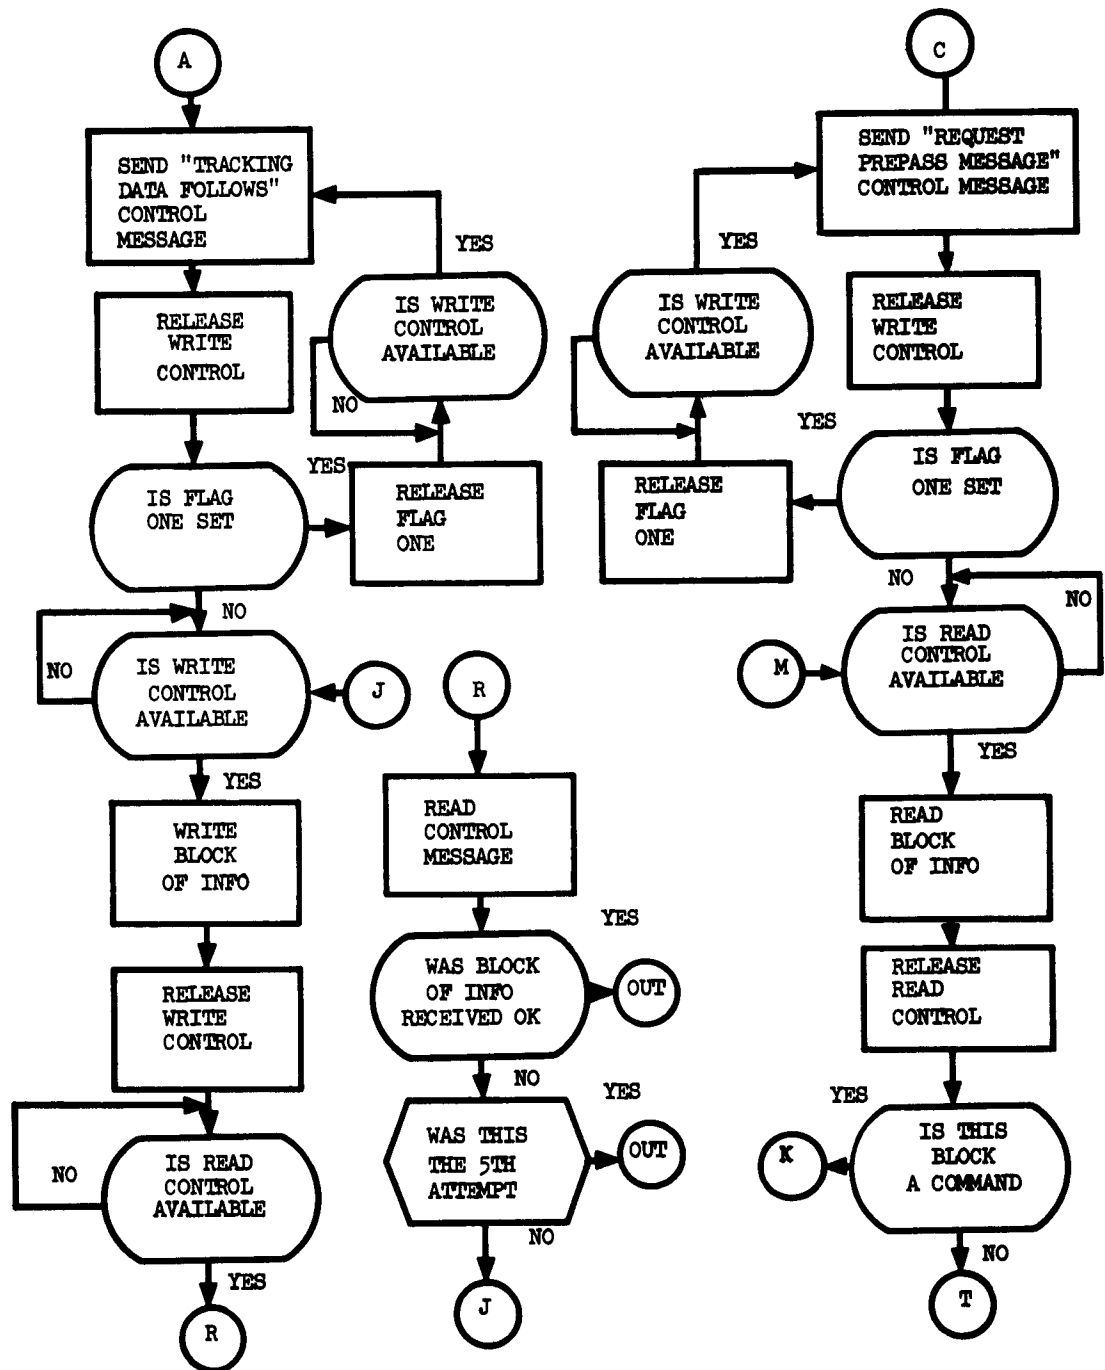 A
SEND "TRACKING
DATA FOLLOWS"
CONTROL
MESSAGE
RELEASE
WRITE
CONTROL
YES
IS WRITE
CONTROL
AVAILABLE
NO
YES
IS FLAG
ONE SET
RELEASE
FLAG
ONE
NO
NO
IS WRITE
CONTROL
AVAILABLE
J
YES
WRITE
BLOCK
OF INFO
RELEASE
WRITE
CONTROL
NO
IS READ
CONTROL
AVAILABLE
YES
R
R
READ
CONTROL
MESSAGE
YES
WAS BLOCK
OF INFO
RECEIVED OK
OUT
NO
YES
WAS THIS
THE 5TH
ATTEMPT
OUT
NO
J
C
SEND "REQUEST
PREPASS MESSAGE"
CONTROL MESSAGE
YES
IS WRITE
CONTROL
AVAILABLE
RELEASE
WRITE
CONTROL
YES
IS FLAG
ONE SET
RELEASE
FLAG
ONE
NO
NO
M
IS READ
CONTROL
AVAILABLE
YES
READ
BLOCK
OF INFO
RELEASE
READ
CONTROL
YES
K
IS THIS
BLOCK
A COMMAND
NO
T